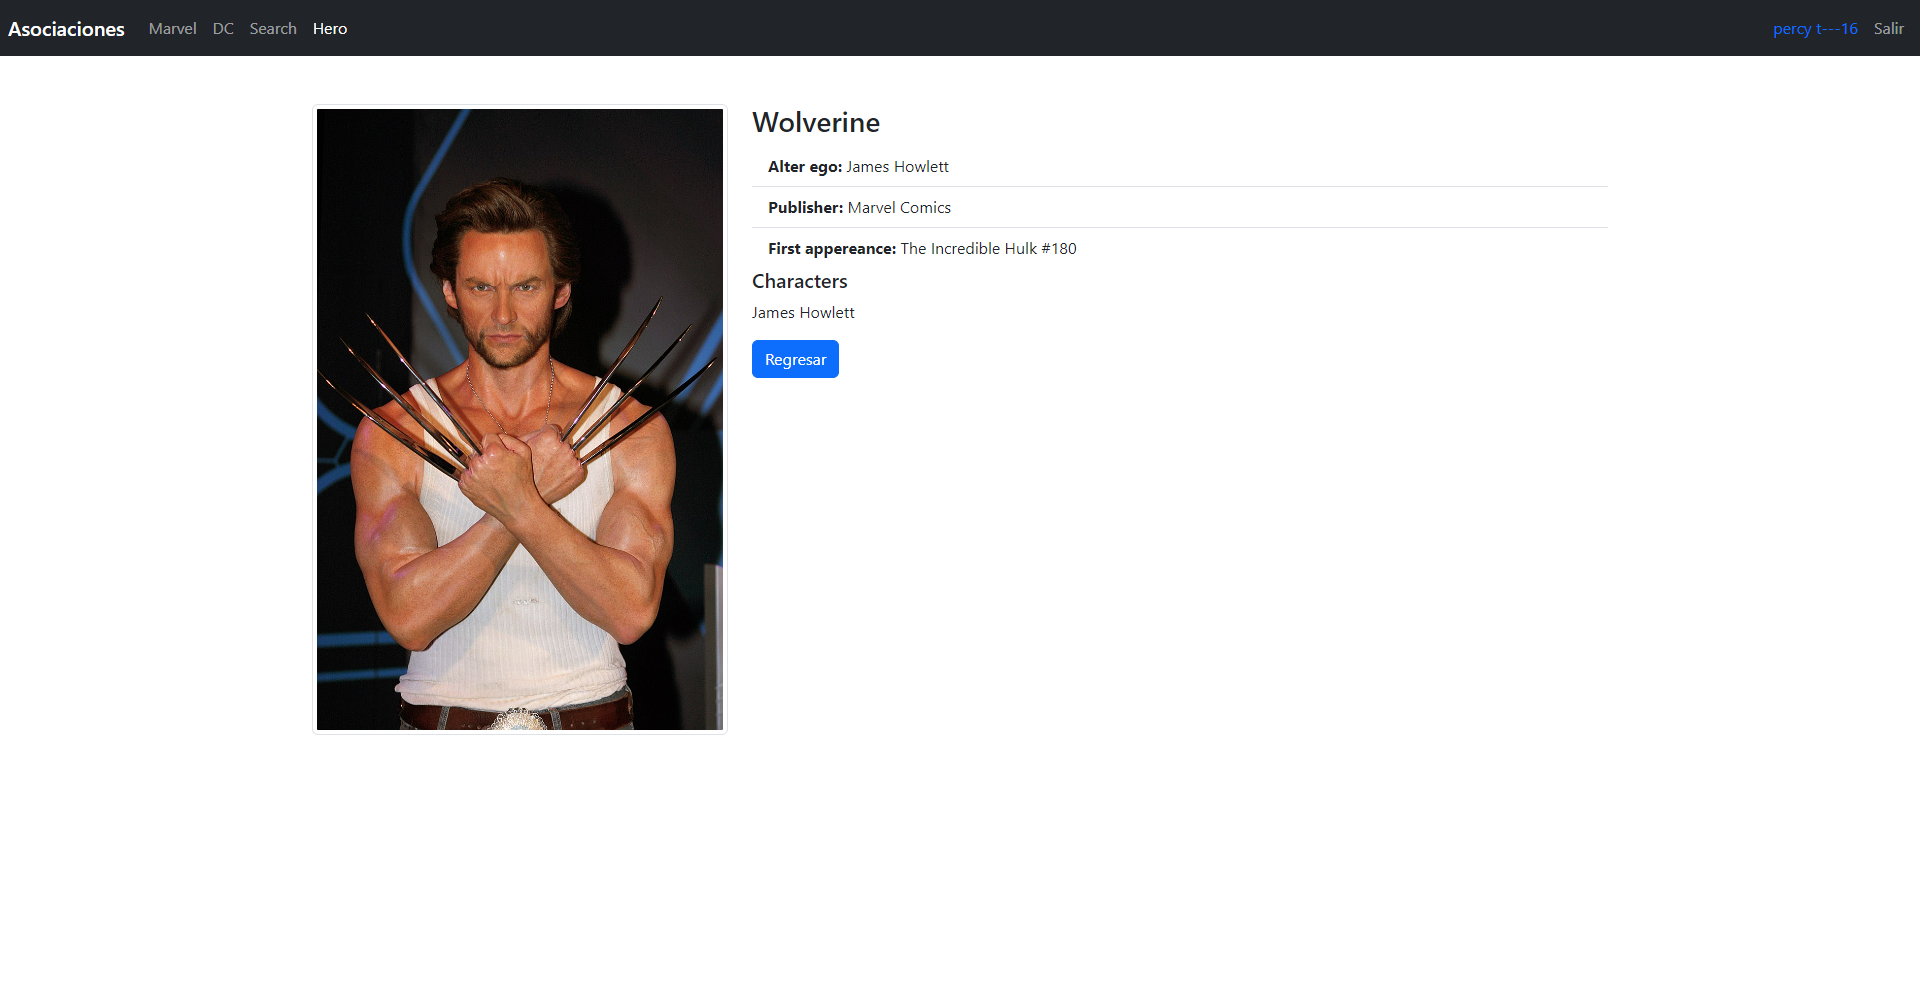 Asociaciones Marvel DC Search Hero percy t---16 Salir
Wolverine
Alter ego: James Howlett
Publisher: Marvel Comics
First appereance: The Incredible Hulk #180
Characters
James Howlett
Regresar